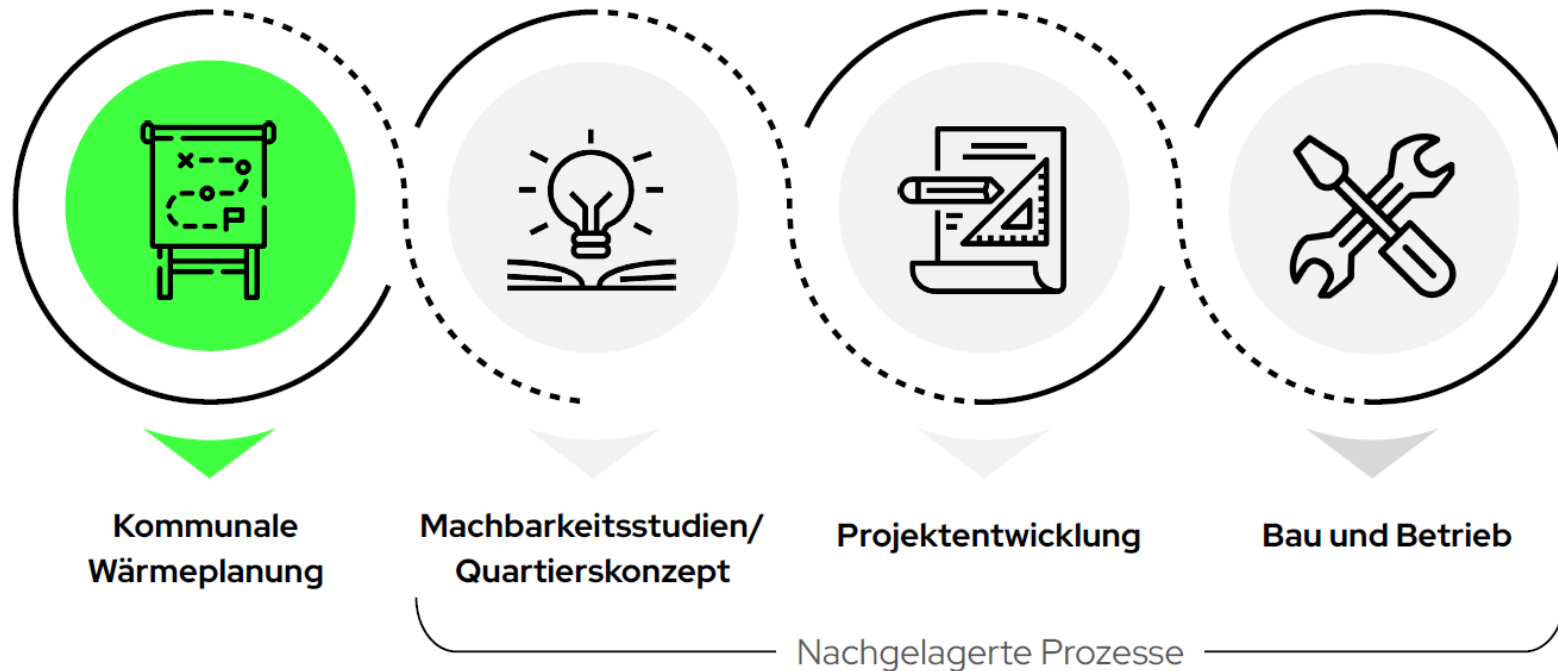 Kommunale
Wärmeplanung
Machbarkeitsstudien/
Quartierskonzept
Projektentwicklung
Bau und Betrieb
Nachgelagerte Prozesse